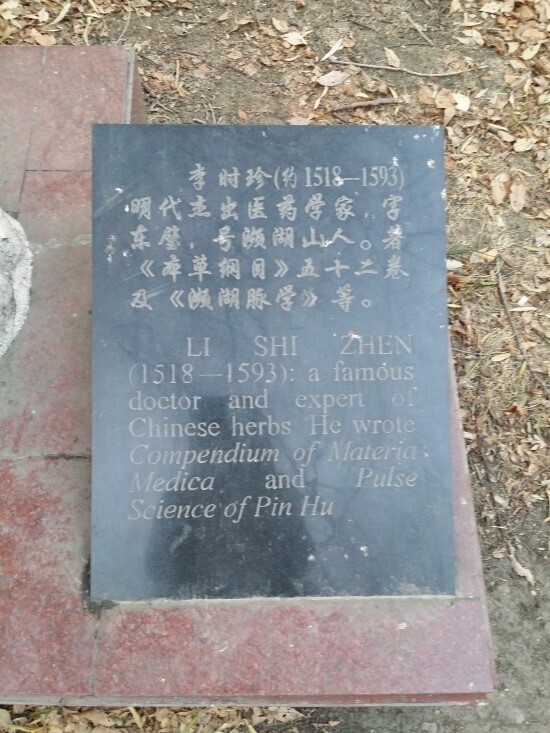 李时珍(约1518—1593)
明代杰出医药学家,字
东璧,号濒湖山人。著
《本草纲目》五十二卷
及《濒湖脉学》等。
LI SHI ZHEN
(1518—1593): a famous
doctor and expert of
Chinese herbs He wrote
Compendium of Materia
Medica and Pulse
Science of Pin Hu